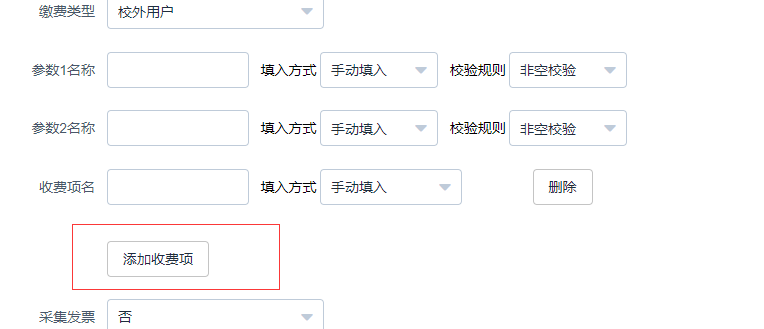 缴费类型 校外用户
参数1名称 填入方式 手动填入 校验规则 非空校验
参数2名称 填入方式 手动填入 校验规则 非空校验
收费项名 填入方式 手动填入 删除
添加收费项
采集发票 否